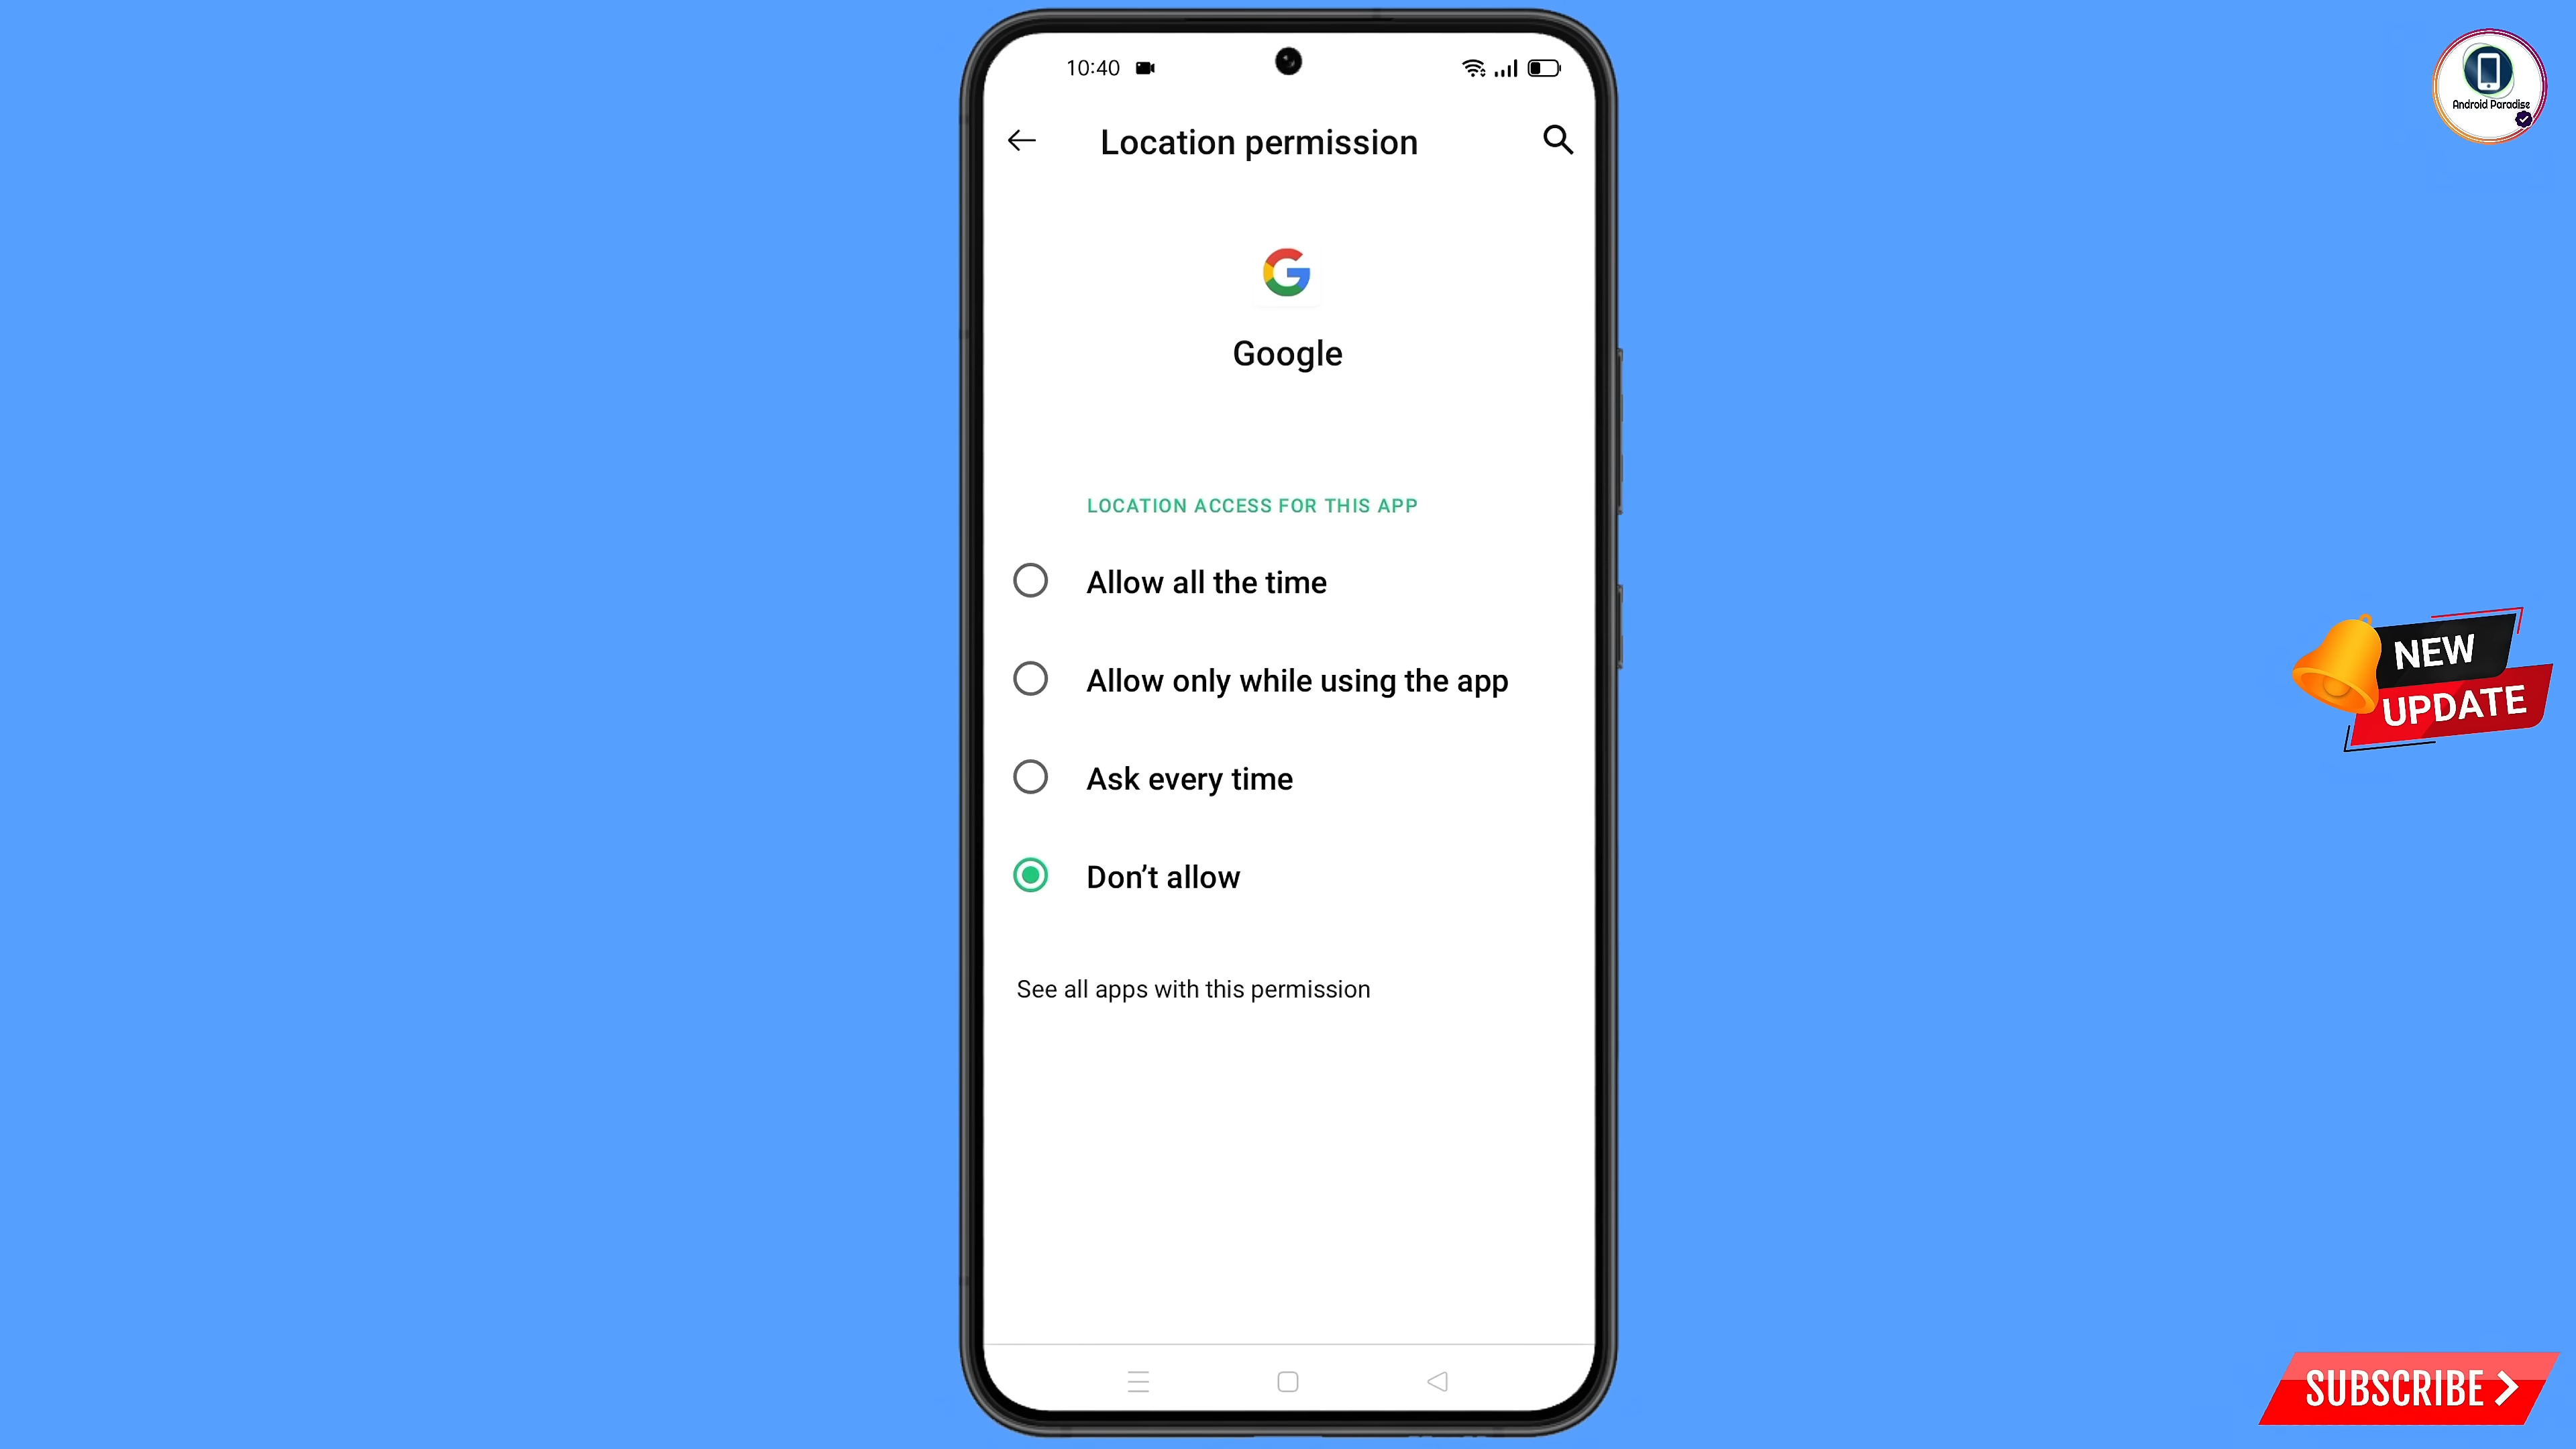 10:40
Location permission
Google
LOCATION ACCESS FOR THIS APP
Allow all the time
Allow only while using the app
Ask every time
Don’t allow
See all apps with this permission
Android Paradise
NEW
UPDATE
SUBSCRIBE